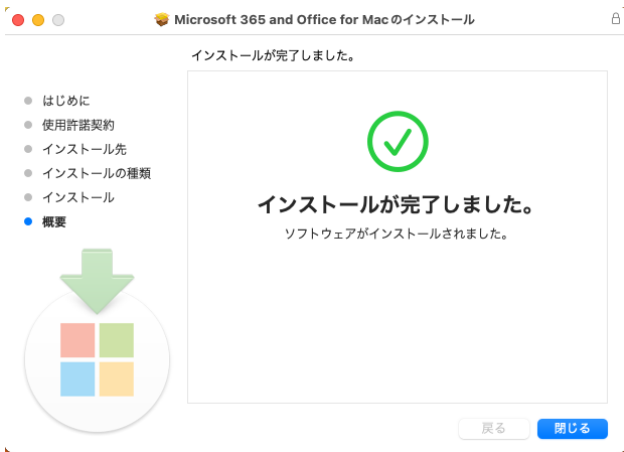 Microsoft 365 and Office for Macのインストール
インストールが完了しました。
はじめに
使用許諾契約
インストール先
インストールの種類
インストール
概要
インストールが完了しました。
ソフトウェアがインストールされました。
戻る
閉じる